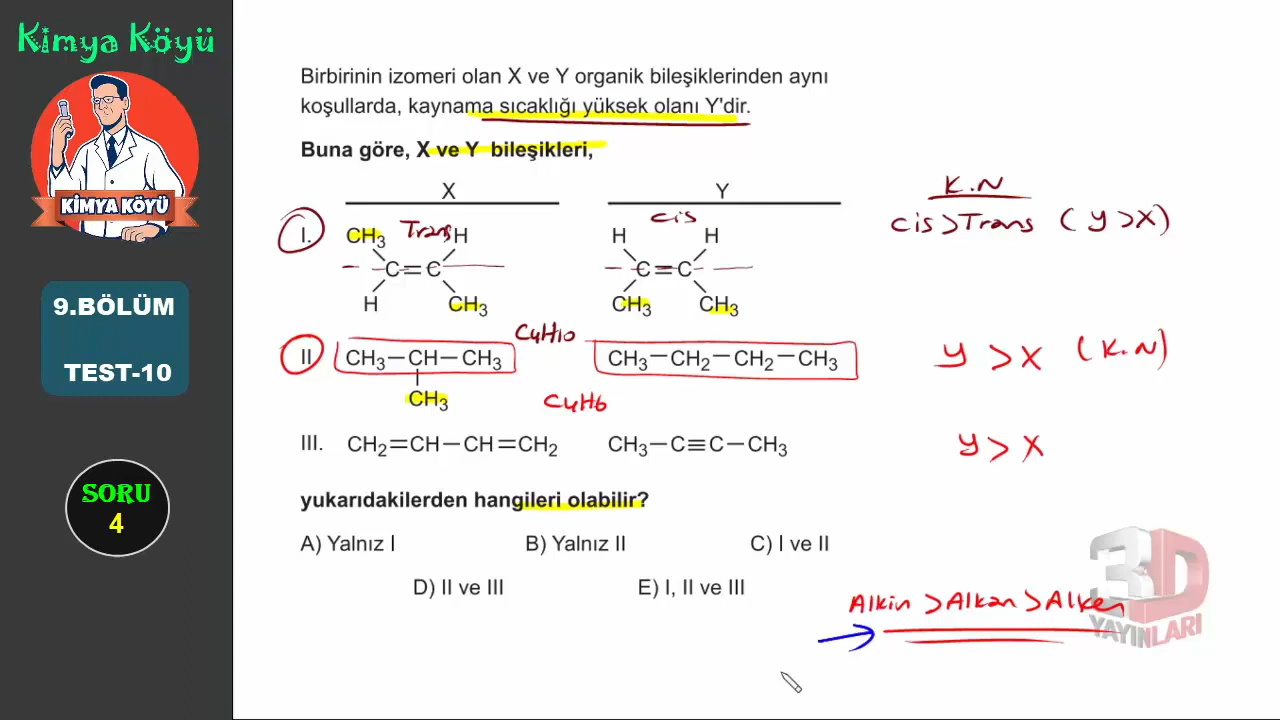 Kimya Köyü
KİMYA KÖYÜ
9.BÖLÜM
TEST-10
SORU
4
Birbirinin izomeri olan X ve Y organik bileşiklerinden aynı
koşullarda, kaynama sıcaklığı yüksek olanı Y'dir.
Buna göre, X ve Y bileşikleri,
X Y
K.N
cis>Trans (Y>X)
Trans cis
I. CH₃ H H H
C=C C=C
H CH₃ CH₃ CH₃
C₄H₁₀
II CH₃—CH—CH₃ CH₃—CH₂—CH₂—CH₃ Y > X (K.N)
CH₃
C₄H₆
III. CH₂=CH—CH=CH₂ CH₃—C≡C—CH₃ Y > X
yukarıdakilerden hangileri olabilir?
A) Yalnız I B) Yalnız II C) I ve II
D) II ve III E) I, II ve III
Alkin >Alkan>Alken
3D
YAYINLARI